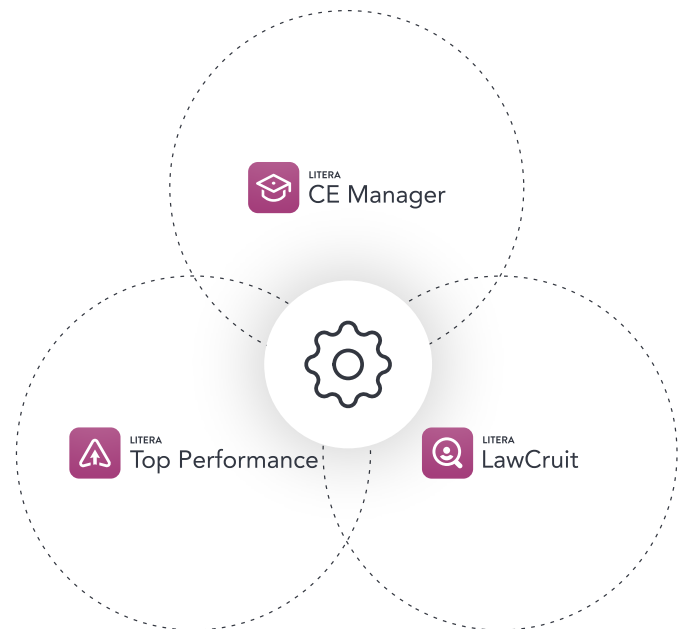 LITERA
CE Manager
LITERA
Top Performance
LITERA
LawCruit